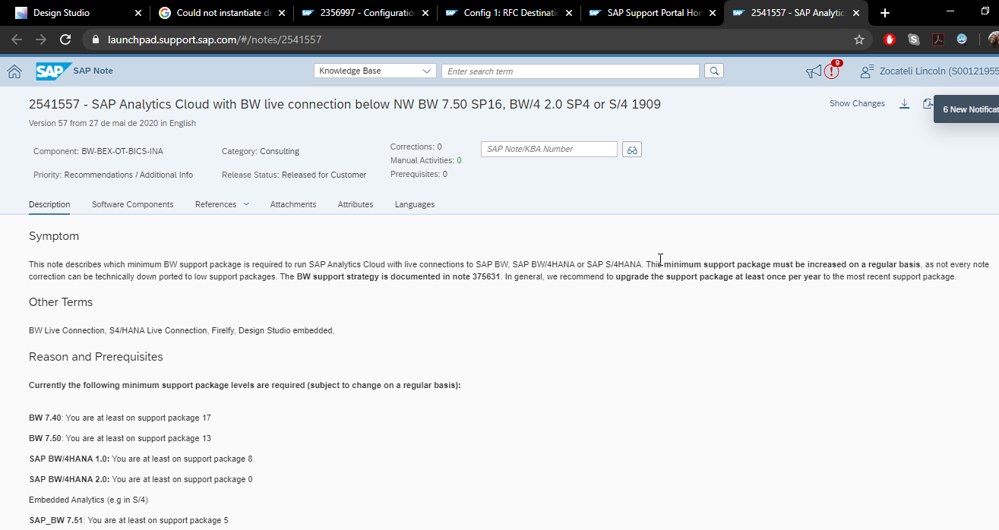 Design Studio
Could not instantiate da
2356997 - Configuratio
Config 1: RFC Destinati
SAP Support Portal Hor
2541557 - SAP Analytic
launchpad.support.sap.com/#/notes/2541557
SAP SAP Note
Knowledge Base
Enter search term
9
Zocateli Lincoln (S00121955
2541557 - SAP Analytics Cloud with BW live connection below NW BW 7.50 SP16, BW/4 2.0 SP4 or S/4 1909
Show Changes
6 New Notificat
Version 57 from 27 de mai de 2020 in English
Component: BW-BEX-OT-BICS-INA
Category: Consulting
Corrections: 0
SAP Note/KBA Number
Manual Activities: 0
Priority: Recommendations / Additional Info
Release Status: Released for Customer
Prerequisites: 0
Description Software Components References Attachments Attributes Languages
Symptom
This note describes which minimum BW support package is required to run SAP Analytics Cloud with live connections to SAP BW, SAP BW/4HANA or SAP S/4HANA. This minimum support package must be increased on a regular basis, as not every note
correction can be technically down ported to low support packages. The BW support strategy is documented in note 375631. In general, we recommend to upgrade the support package at least once per year to the most recent support package.
Other Terms
BW Live Connection, S4/HANA Live Connection, Firelfy, Design Studio embedded,
Reason and Prerequisites
Currently the following minimum support package levels are required (subject to change on a regular basis):
BW 7.40: You are at least on support package 17
BW 7.50: You are at least on support package 13
SAP BW/4HANA 1.0: You are at least on support package 8
SAP BW/4HANA 2.0: You are at least on support package 0
Embedded Analytics (e.g in S/4)
SAP_BW 7.51: You are at least on support package 5